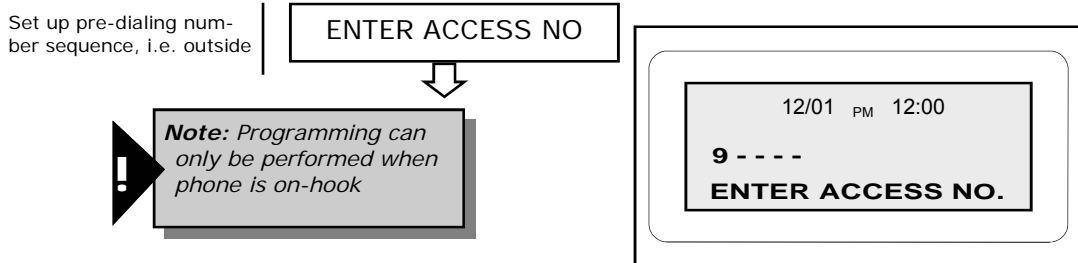 Set up pre-dialing num-
ber sequence, i.e. outside
ENTER ACCESS NO
! Note: Programming can
only be performed when
phone is on-hook
12/01 PM 12:00
9 - - - -
ENTER ACCESS NO.